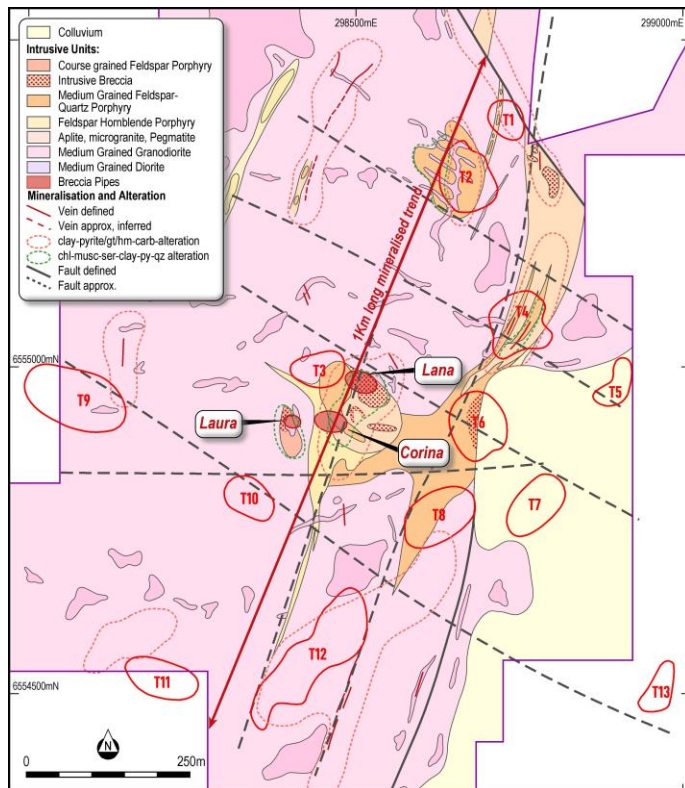 298500mE
299000mE
Colluvium
Intrusive Units:
Course grained Feldspar Porphyry
Intrusive Breccia
Medium Grained Feldspar-
Quartz Porphyry
Feldspar Hornblende Porphyry
Aplite, microgranite, Pegmatite
Medium Grained Granodiorite
Medium Grained Diorite
Breccia Pipes
Mineralisation and Alteration
Vein defined
Vein approx, inferred
clay-pyrite/gt/hm-carb-alteration
chl-musc-ser-clay-py-qz alteration
Fault defined
Fault approx.
T1
T2
1Km long mineralised trend
T4
6555000mN
T3
Lana
T5
T9
Laura
T6
Corina
T10
T7
T8
T12
T11
6554500mN
T13
N
0
250m